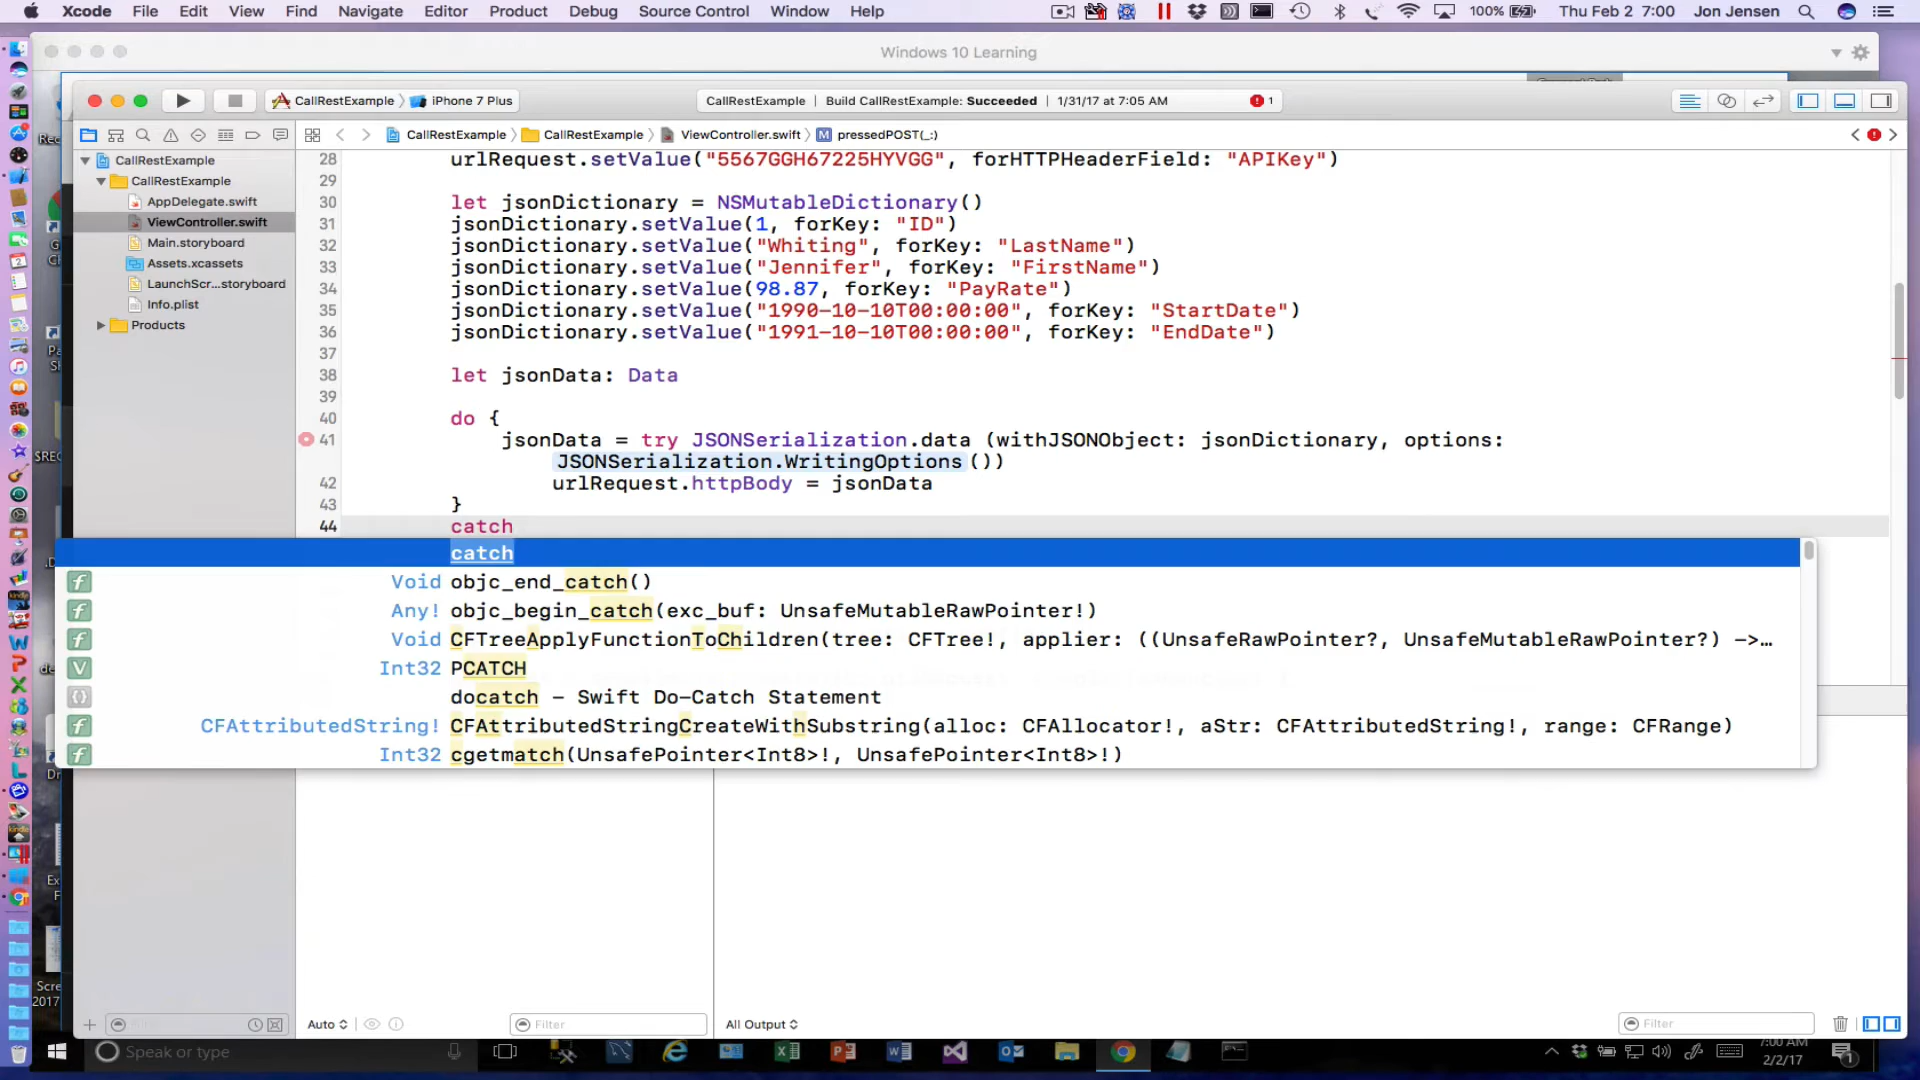 Xcode File Edit View Find Navigate Editor Product Debug Source Control Window Help 100% Thu Feb 2 7:00 Jon Jensen
Windows 10 Learning
CallRestExample iPhone 7 Plus CallRestExample | Build CallRestExample: Succeeded | 1/31/17 at 7:05 AM 1
CallRestExample CallRestExample ViewController.swift M pressedPOST(_:)
CallRestExample
CallRestExample
AppDelegate.swift
ViewController.swift
Main.storyboard
Assets.xcassets
LaunchScr...storyboard
Info.plist
Products
28 urlRequest.setValue("5567GGH67225HYVGG", forHTTPHeaderField: "APIKey")
29
30 let jsonDictionary = NSMutableDictionary()
31 jsonDictionary.setValue(1, forKey: "ID")
32 jsonDictionary.setValue("Whiting", forKey: "LastName")
33 jsonDictionary.setValue("Jennifer", forKey: "FirstName")
34 jsonDictionary.setValue(98.87, forKey: "PayRate")
35 jsonDictionary.setValue("1990-10-10T00:00:00", forKey: "StartDate")
36 jsonDictionary.setValue("1991-10-10T00:00:00", forKey: "EndDate")
37
38 let jsonData: Data
39
40 do {
41 jsonData = try JSONSerialization.data (withJSONObject: jsonDictionary, options:
JSONSerialization.WritingOptions ())
42 urlRequest.httpBody = jsonData
43 }
44 catch
catch
f Void objc_end_catch()
f Any! objc_begin_catch(exc_buf: UnsafeMutableRawPointer!)
f Void CFTreeApplyFunctionToChildren(tree: CFTree!, applier: ((UnsafeRawPointer?, UnsafeMutableRawPointer?) ->…
V Int32 PCATCH
{} docatch - Swift Do-Catch Statement
f CFAttributedString! CFAttributedStringCreateWithSubstring(alloc: CFAllocator!, aStr: CFAttributedString!, range: CFRange)
f Int32 cgetmatch(UnsafePointer<Int8>!, UnsafePointer<Int8>!)
Auto Filter All Output Filter
Speak or type 7:00 AM
2/2/17